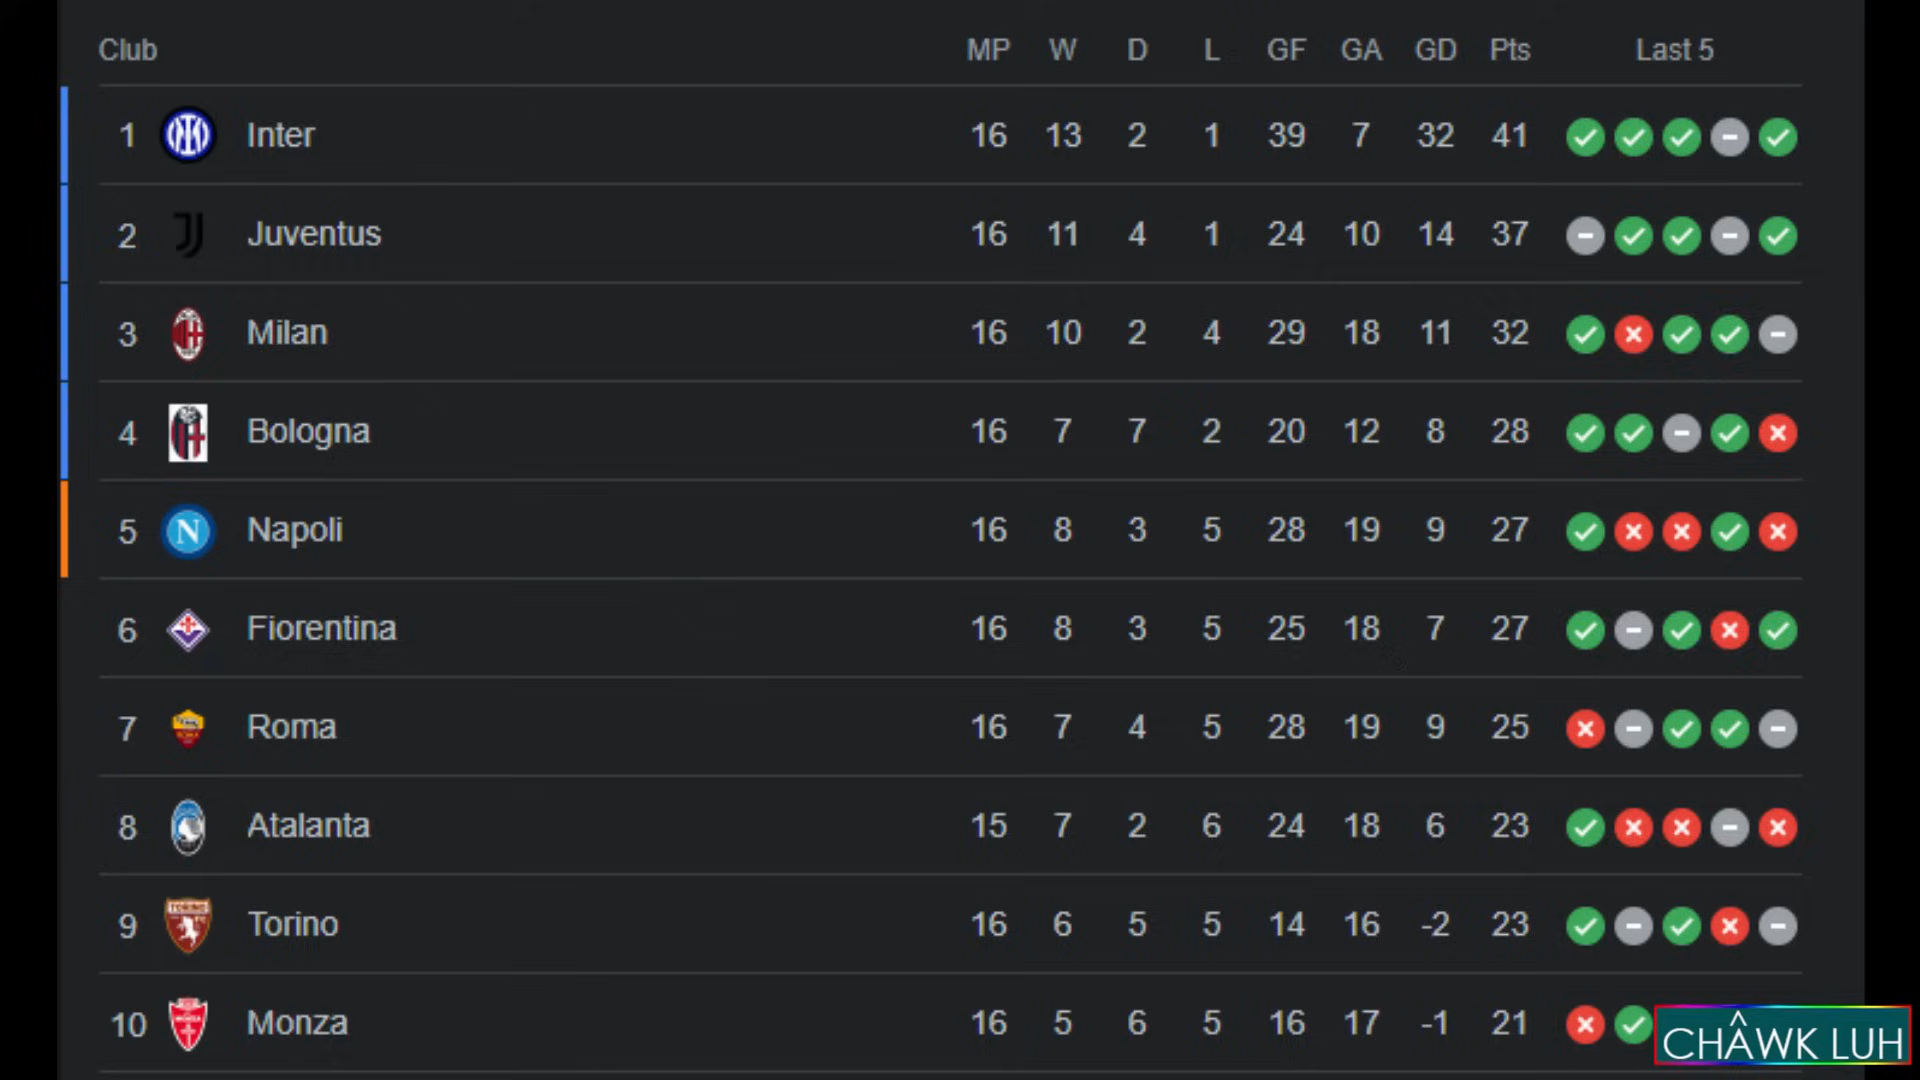 Club MP W D L GF GA GD Pts Last 5
1 Inter 16 13 2 1 39 7 32 41
2 Juventus 16 11 4 1 24 10 14 37
3 Milan 16 10 2 4 29 18 11 32
4 Bologna 16 7 7 2 20 12 8 28
5 N Napoli 16 8 3 5 28 19 9 27
6 Fiorentina 16 8 3 5 25 18 7 27
7 Roma 16 7 4 5 28 19 9 25
8 Atalanta 15 7 2 6 24 18 6 23
9 TORINO Torino 16 6 5 5 14 16 -2 23
10 MONZA Monza 16 5 6 5 16 17 -1 21
CHÂWK LUH